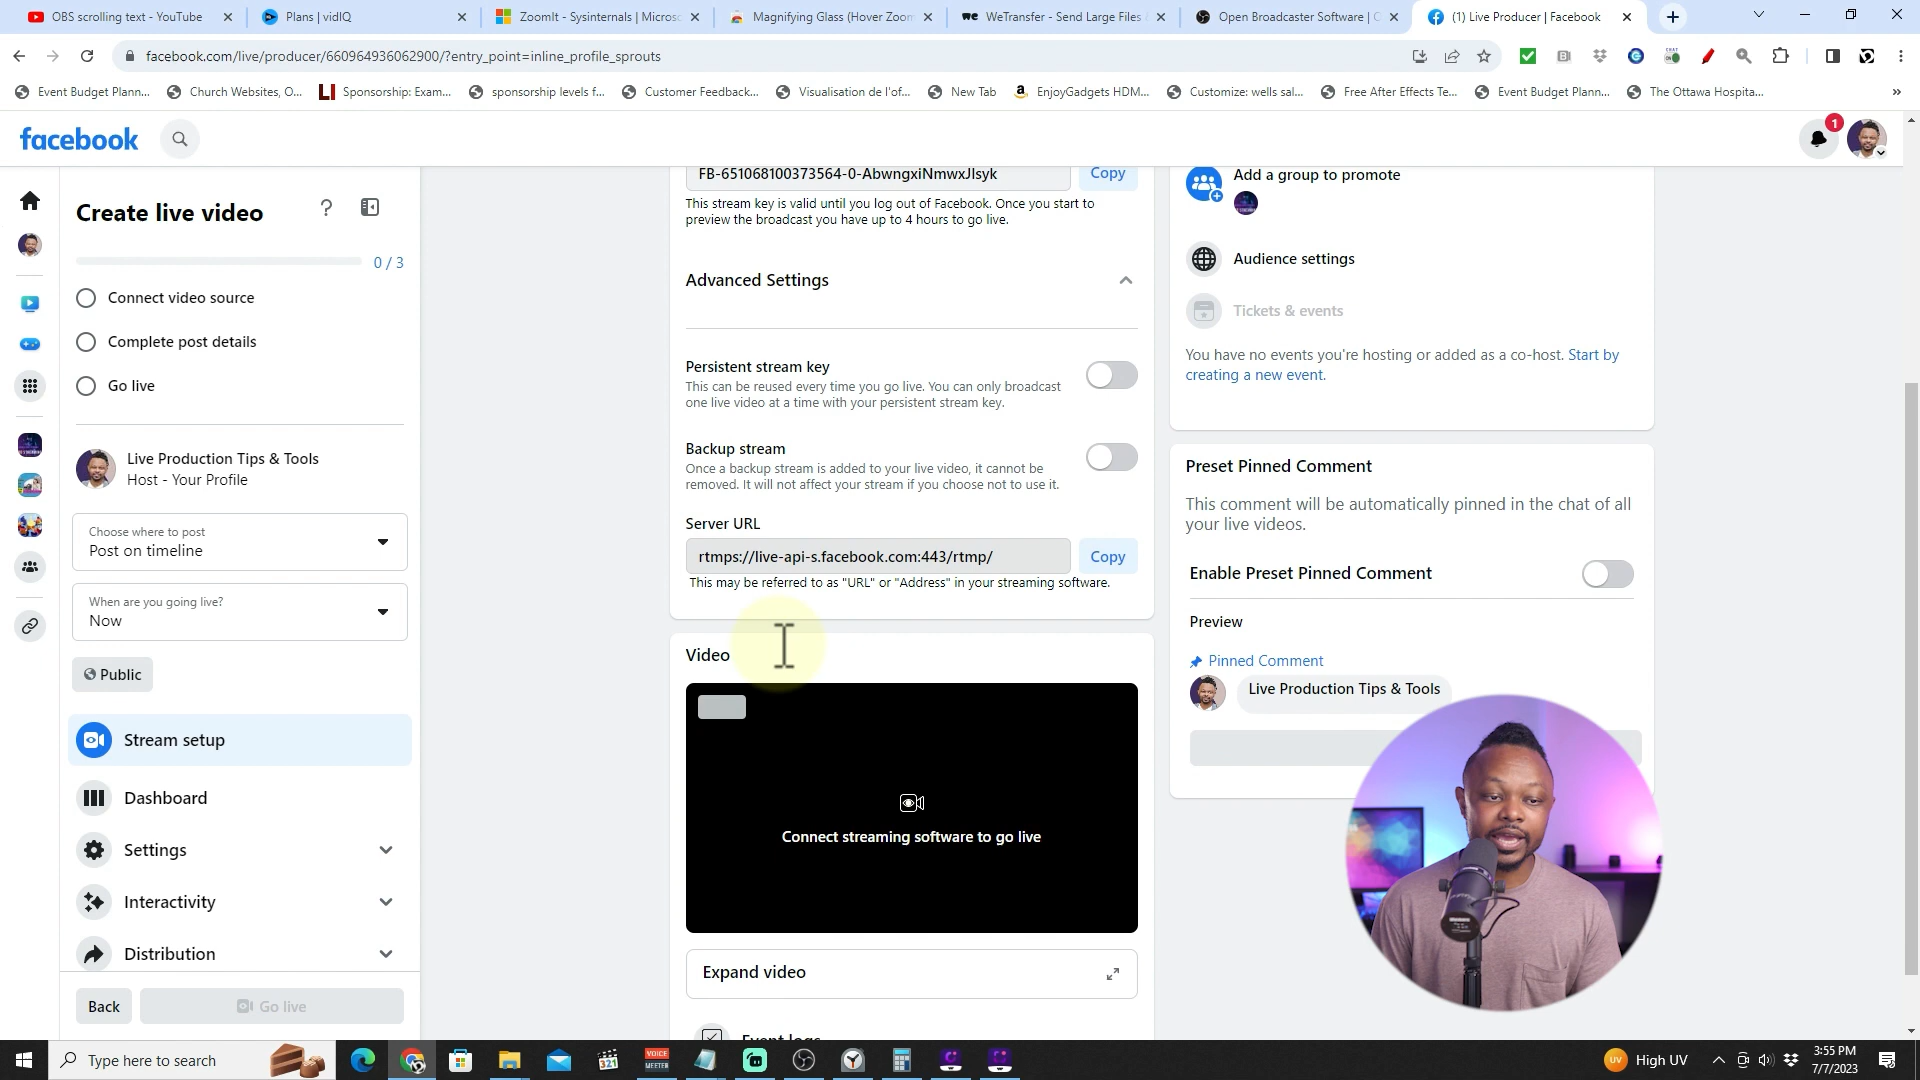 OBS scrolling text - YouTube
Plans | vidIQ
ZoomIt - Sysinternals | Micros
Magnifying Glass (Hover Zoom
WeTransfer - Send Large Files
Open Broadcaster Software |
(1) Live Producer | Facebook
facebook.com/live/producer/660964936062900/?entry_point=inline_profile_sprouts
Event Budget Plann...
Church Websites, O...
Sponsorship: Exam...
sponsorship levels f...
Customer Feedback...
Visualisation de l'of...
New Tab
EnjoyGadgets HDM...
Customize: wells sal...
Free After Effects Te...
Event Budget Plann...
The Ottawa Hospita...
facebook
1
Create live video
0 / 3
Connect video source
Complete post details
Go live
Live Production Tips & Tools
Host - Your Profile
Choose where to post
Post on timeline
When are you going live?
Now
Public
Stream setup
Dashboard
Settings
Interactivity
Distribution
Back
Go live
FB-651068100373564-0-AbwngxiNmwxJlsyk
Copy
This stream key is valid until you log out of Facebook. Once you start to
preview the broadcast you have up to 4 hours to go live.
Advanced Settings
Persistent stream key
This can be reused every time you go live. You can only broadcast
one live video at a time with your persistent stream key.
Backup stream
Once a backup stream is added to your live video, it cannot be
removed. It will not affect your stream if you choose not to use it.
Server URL
rtmps://live-api-s.facebook.com:443/rtmp/
Copy
This may be referred to as "URL" or "Address" in your streaming software.
Video
Connect streaming software to go live
Expand video
Event logs
Add a group to promote
Audience settings
Tickets & events
You have no events you're hosting or added as a co-host. Start by
creating a new event.
Preset Pinned Comment
This comment will be automatically pinned in the chat of all
your live videos.
Enable Preset Pinned Comment
Preview
Pinned Comment
Live Production Tips & Tools
Type here to search
321
VOICE
MEETER
UV
High UV
3:55 PM
7/7/2023